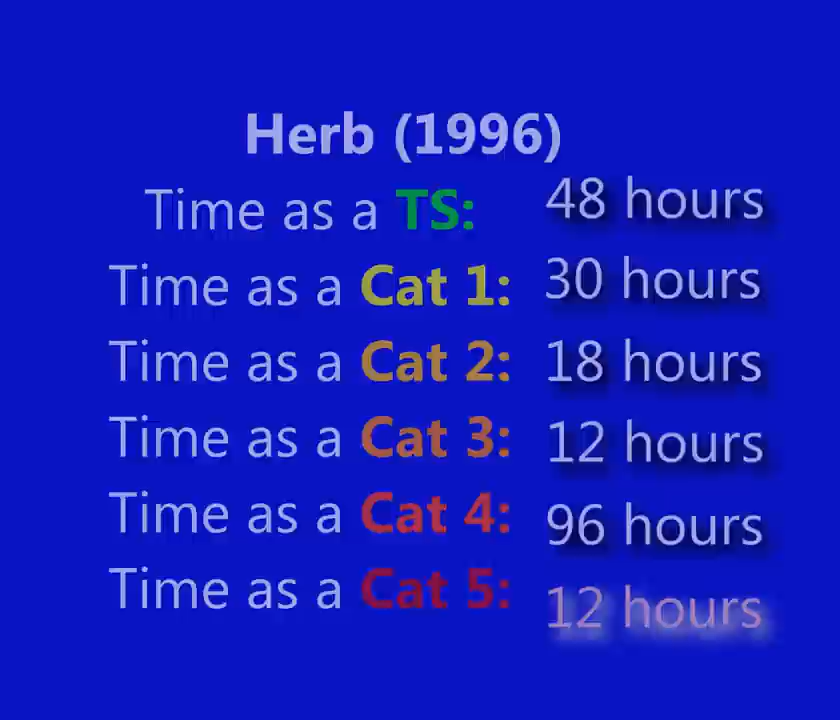 Herb (1996)
Time as a TS: 48 hours
Time as a Cat 1: 30 hours
Time as a Cat 2: 18 hours
Time as a Cat 3: 12 hours
Time as a Cat 4: 96 hours
Time as a Cat 5: 12 hours